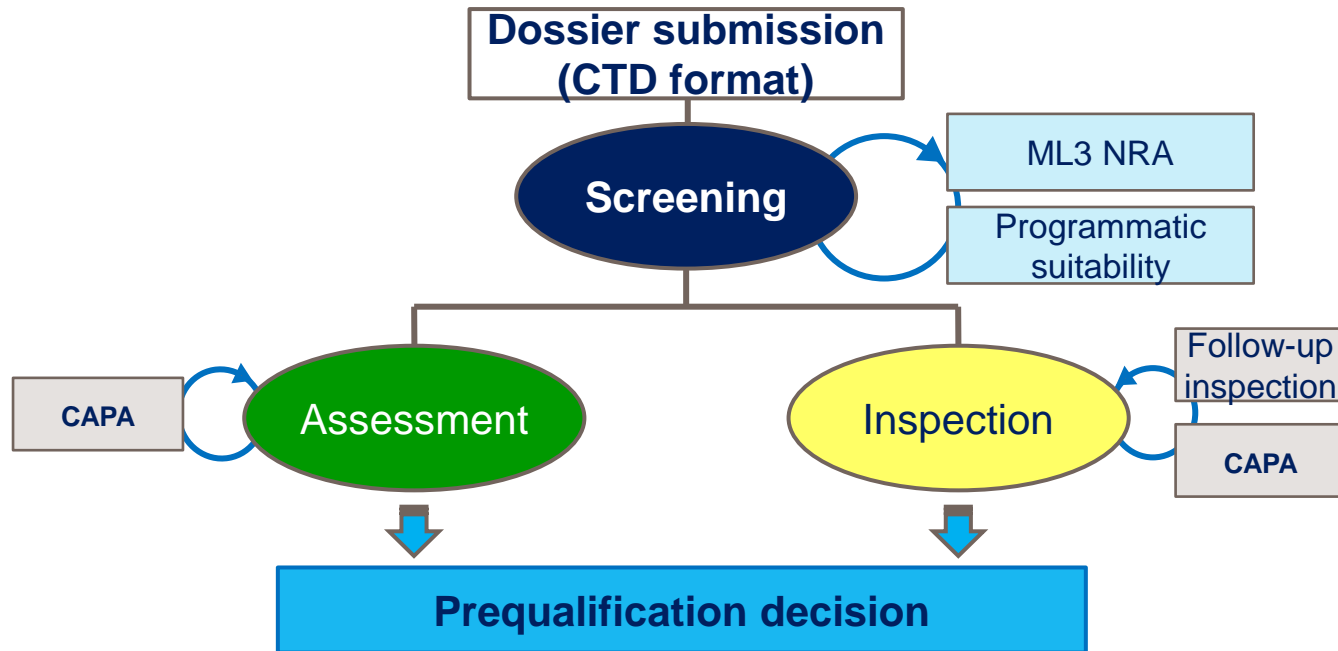 Dossier submission
(CTD format)
Screening
ML3 NRA
Programmatic
suitability
CAPA
Assessment
Inspection
Follow-up
inspection
CAPA
Prequalification decision